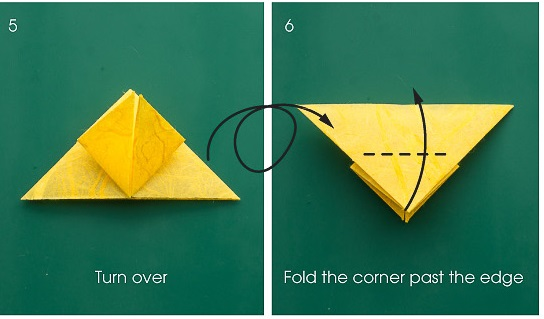 5
Turn over
6
Fold the corner past the edge